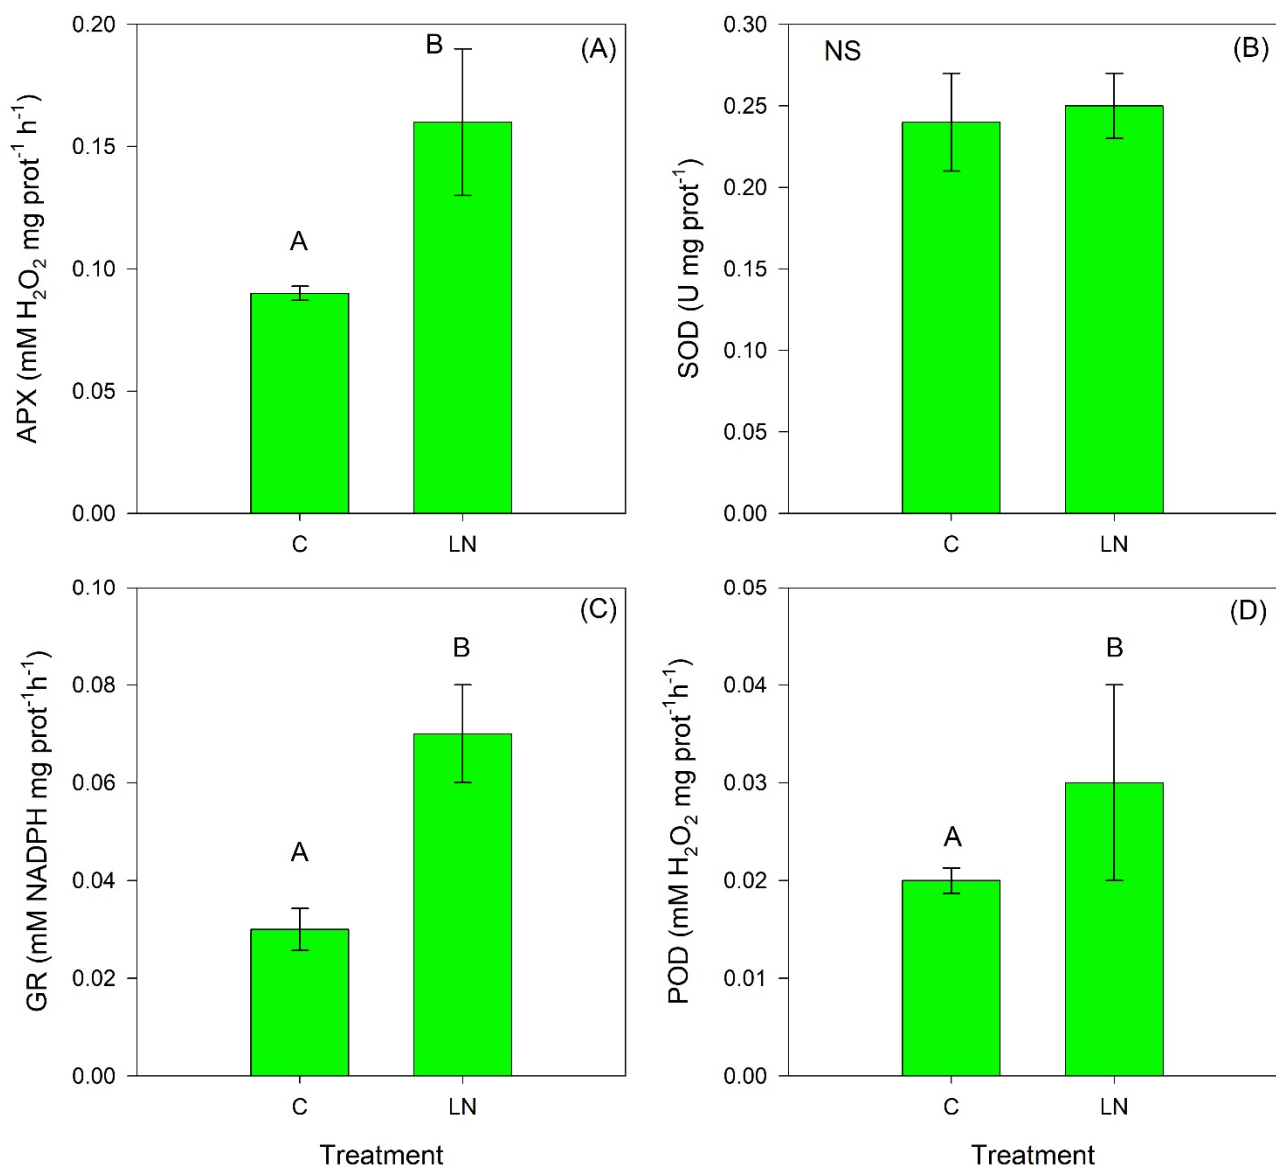 APX (mM H₂O₂ mg prot⁻¹ h⁻¹)
0.20
0.15
0.10
0.05
0.00
A
B
(A)
C
LN
SOD (U mg prot⁻¹)
0.30
0.25
0.20
0.15
0.10
0.05
0.00
NS
(B)
C
LN
GR (mM NADPH mg prot⁻¹h⁻¹)
0.10
0.08
0.06
0.04
0.02
0.00
A
B
(C)
C
LN
Treatment
POD (mM H₂O₂ mg prot⁻¹h⁻¹)
0.05
0.04
0.03
0.02
0.01
0.00
A
B
(D)
C
LN
Treatment